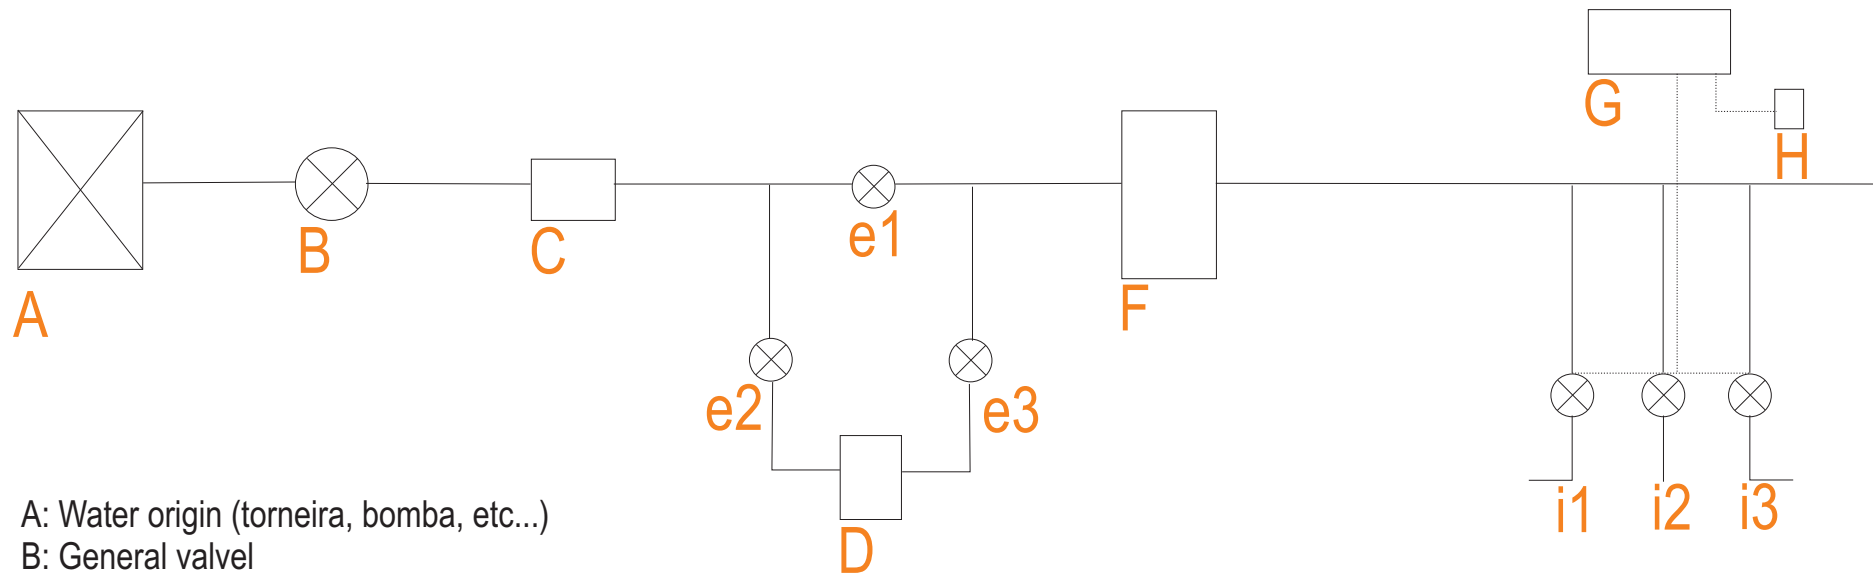 G
H
A
B
C
e1
F
e2
e3
D
i1
i2
i3
A: Water origin (torneira, bomba, etc...)
B: General valvel